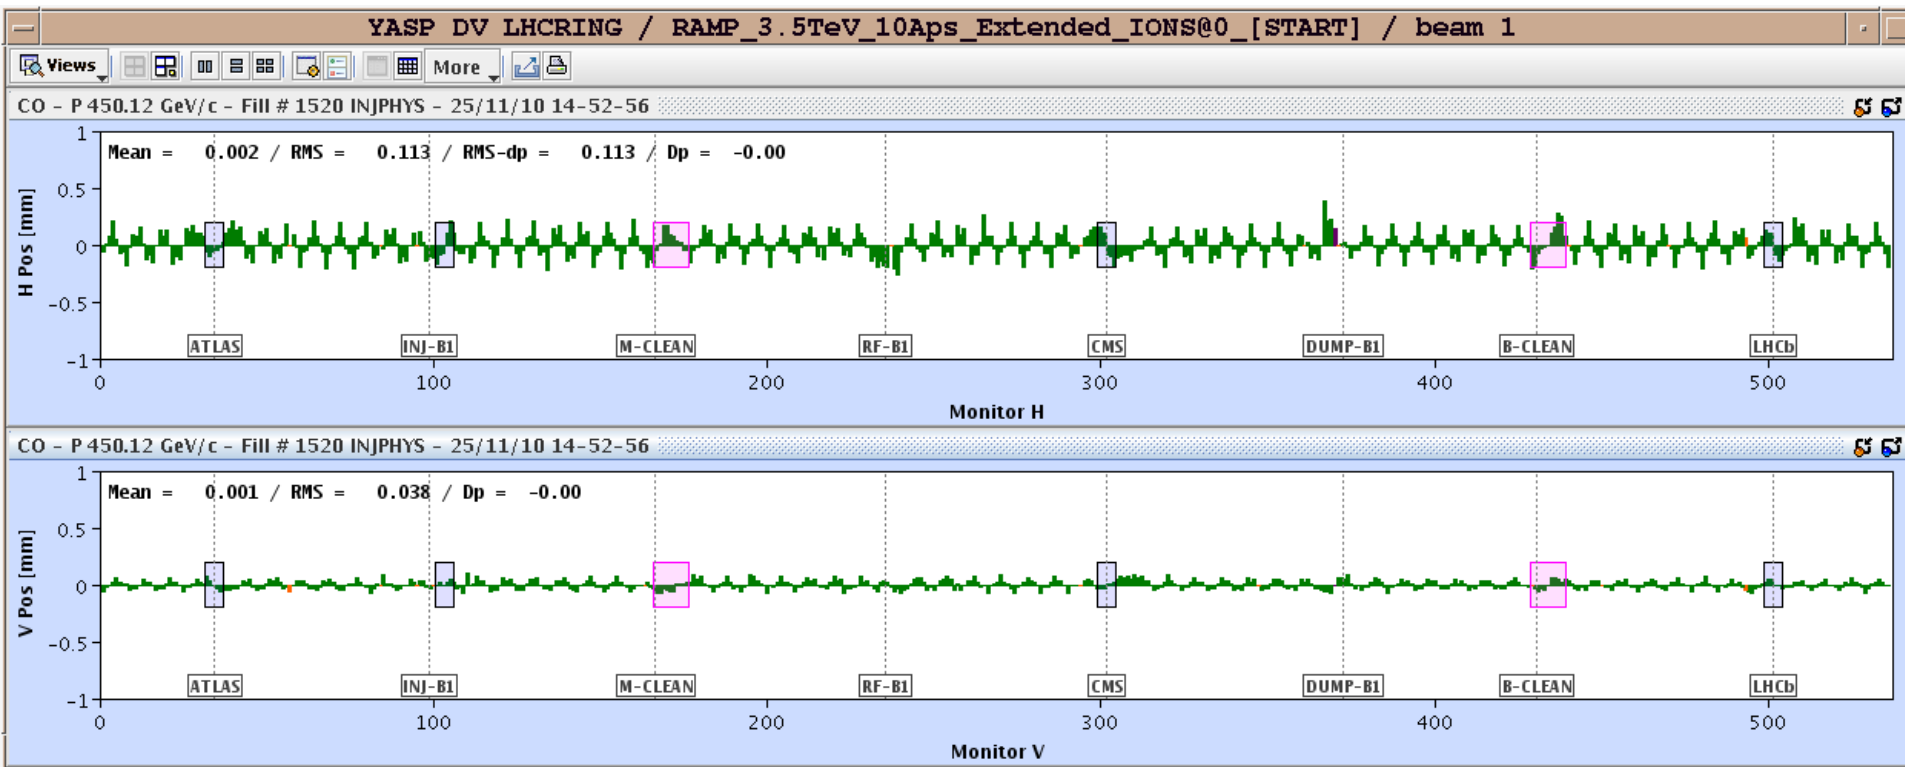 YASP DV LHCRING / RAMP_3.5TeV_10Aps_Extended_IONS@0_[START] / beam 1
Views More
CO - P 450.12 GeV/c - Fill # 1520 INJPHYS - 25/11/10 14-52-56
Mean = 0.002 / RMS = 0.113 / RMS-dp = 0.113 / Dp = -0.00
H Pos [mm]
1
0.5
0
-0.5
-1
ATLAS INJ-B1 M-CLEAN RF-B1 CMS DUMP-B1 B-CLEAN LHCb
0 100 200 300 400 500
Monitor H
CO - P 450.12 GeV/c - Fill # 1520 INJPHYS - 25/11/10 14-52-56
Mean = 0.001 / RMS = 0.038 / Dp = -0.00
V Pos [mm]
1
0.5
0
-0.5
-1
ATLAS INJ-B1 M-CLEAN RF-B1 CMS DUMP-B1 B-CLEAN LHCb
0 100 200 300 400 500
Monitor V